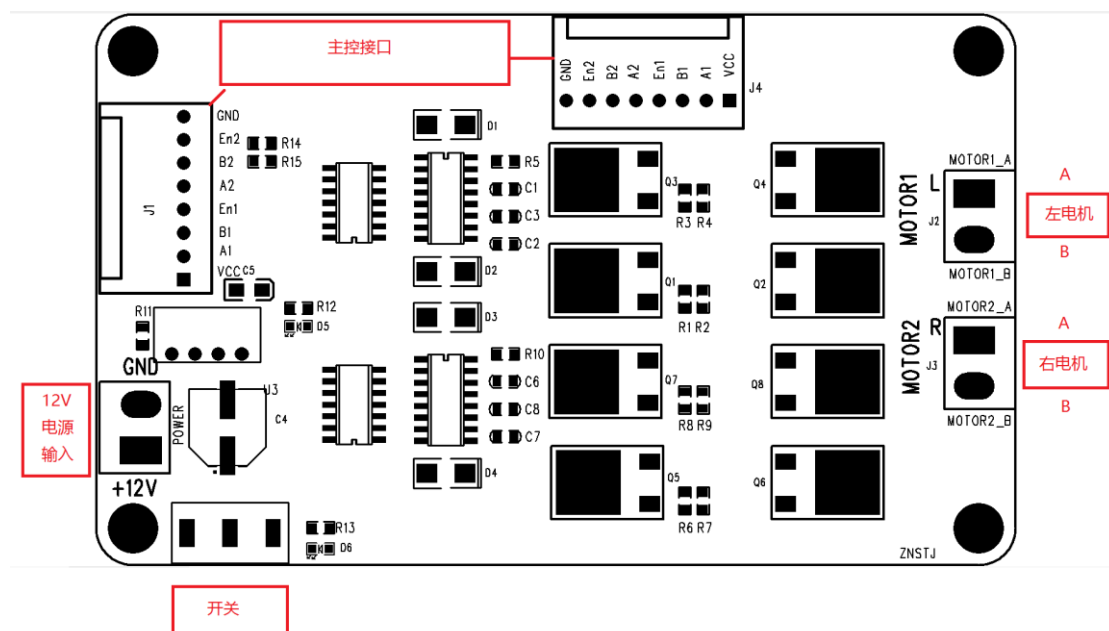 主控接口
GND
En2
B2
A2
En1
B1
A1
VCC
J4
GND
En2
B2
A2
En1
B1
A1
VCC
J1
C5
R14
R15
D1
R5
C1
C3
C2
D2
D3
R10
C6
C8
C7
D4
R11
R12
D5
GND
U3
C4
POWER
+12V
R13
D6
Q3
R3 R4
Q4
Q1
R1 R2
Q2
Q7
R8 R9
Q8
Q5
R6 R7
Q6
MOTOR1_A
MOTOR1
L
J2
MOTOR1_B
A
左电机
B
MOTOR2_A
MOTOR2
R
J3
MOTOR2_B
A
右电机
B
12V
电源
输入
ZNSTJ
开关